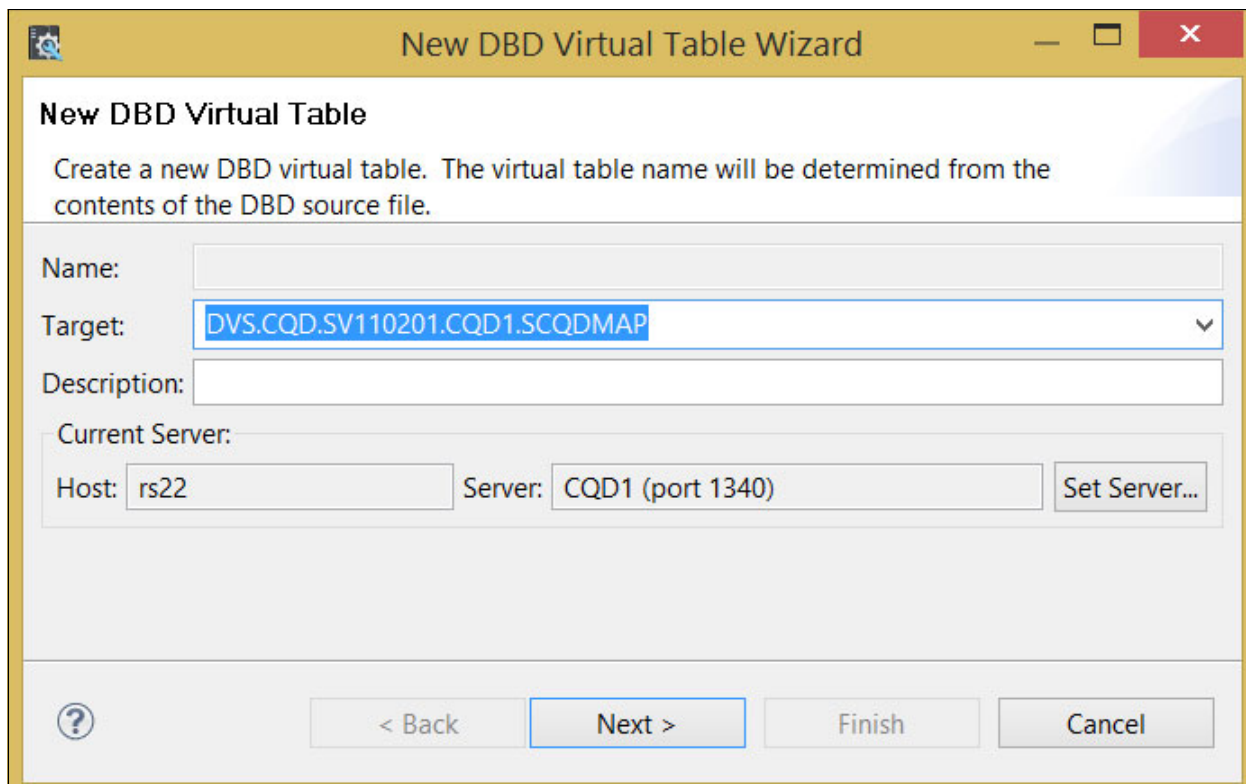 New DBD Virtual Table Wizard
New DBD Virtual Table
Create a new DBD virtual table. The virtual table name will be determined from the
contents of the DBD source file.
Name:
Target: DVS.CQD.SV110201.CQD1.SCQDMAP
Description:
Current Server:
Host: rs22 Server: CQD1 (port 1340) Set Server...
? < Back Next > Finish Cancel